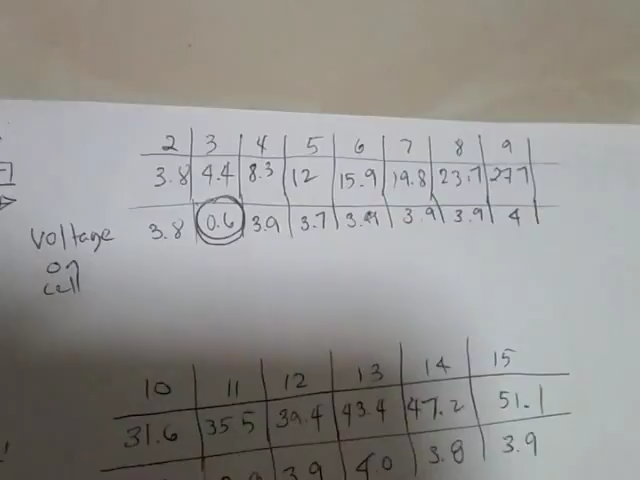 2 3 4 5 6 7 8 9
3.8 4.4 8.3 12 15.9 19.8 23.7 27.7
voltage 3.8 0.6 3.9 3.7 3.9 3.9 3.9 4
on
cell
10 11 12 13 14 15
31.6 35.5 39.4 43.4 47.2 51.1
3.9 4.0 3.8 3.9